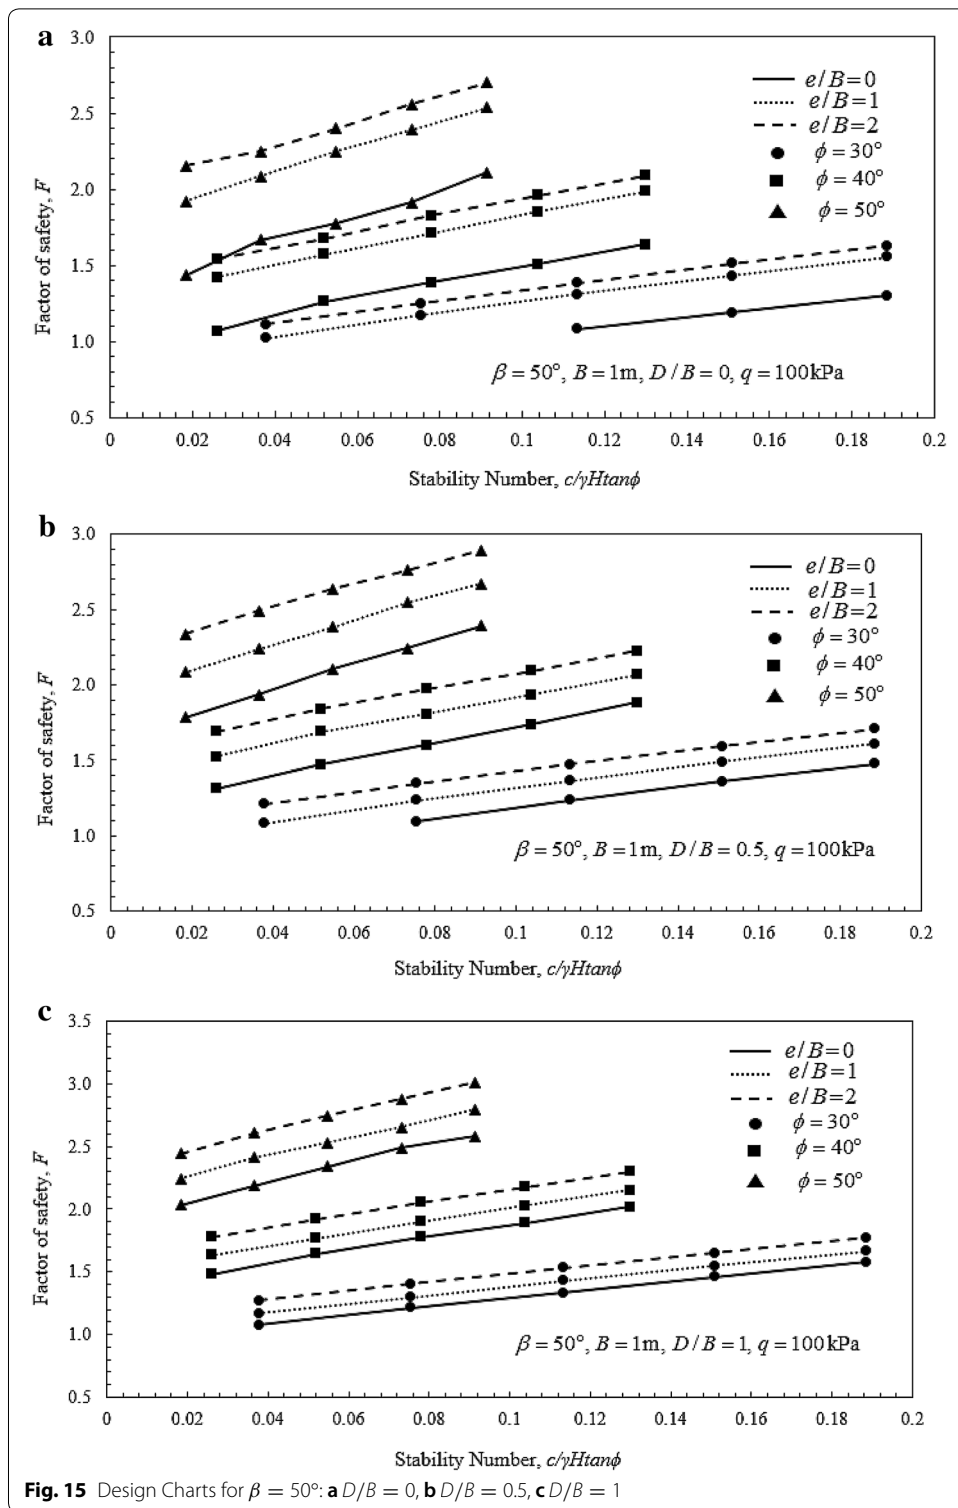 a
3.0
2.5
2.0
1.5
1.0
0.5
Factor of safety, F
e/B=0
e/B=1
e/B=2
ϕ=30°
ϕ=40°
ϕ=50°
β=50°, B=1m, D/B=0, q=100kPa
0 0.02 0.04 0.06 0.08 0.1 0.12 0.14 0.16 0.18 0.2
Stability Number, c/γHtanϕ
b
3.0
2.5
2.0
1.5
1.0
0.5
Factor of safety, F
e/B=0
e/B=1
e/B=2
ϕ=30°
ϕ=40°
ϕ=50°
β=50°, B=1m, D/B=0.5, q=100kPa
0 0.02 0.04 0.06 0.08 0.1 0.12 0.14 0.16 0.18 0.2
Stability Number, c/γHtanϕ
c
3.5
3.0
2.5
2.0
1.5
1.0
0.5
Factor of safety, F
e/B=0
e/B=1
e/B=2
ϕ=30°
ϕ=40°
ϕ=50°
β=50°, B=1m, D/B=1, q=100kPa
0 0.02 0.04 0.06 0.08 0.1 0.12 0.14 0.16 0.18 0.2
Stability Number, c/γHtanϕ
Fig. 15 Design Charts for β = 50°: a D/B = 0, b D/B = 0.5, c D/B = 1